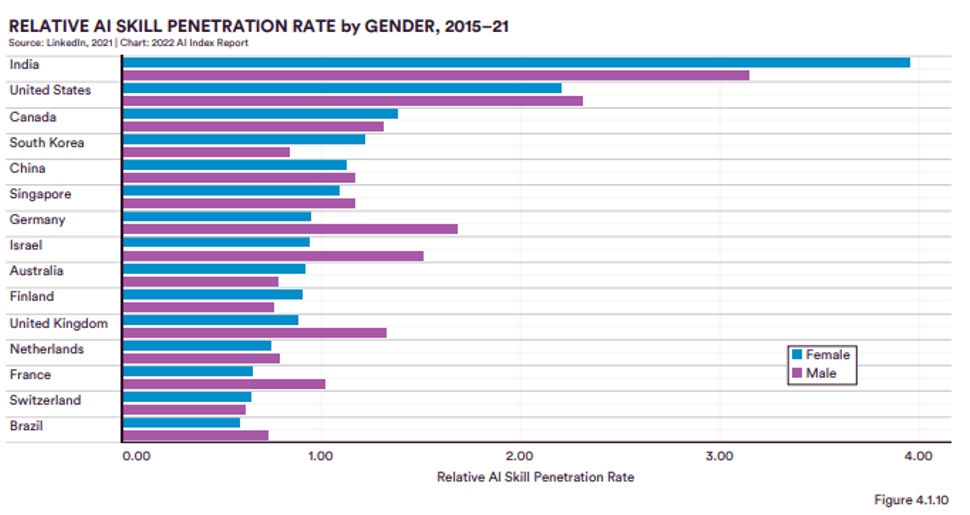 RELATIVE AI SKILL PENETRATION RATE by GENDER, 2015–21
Source: LinkedIn, 2021 | Chart: 2022 AI Index Report
India
United States
Canada
South Korea
China
Singapore
Germany
Israel
Australia
Finland
United Kingdom
Netherlands
France
Switzerland
Brazil
Female
Male
0.00 1.00 2.00 3.00 4.00
Relative AI Skill Penetration Rate
Figure 4.1.10